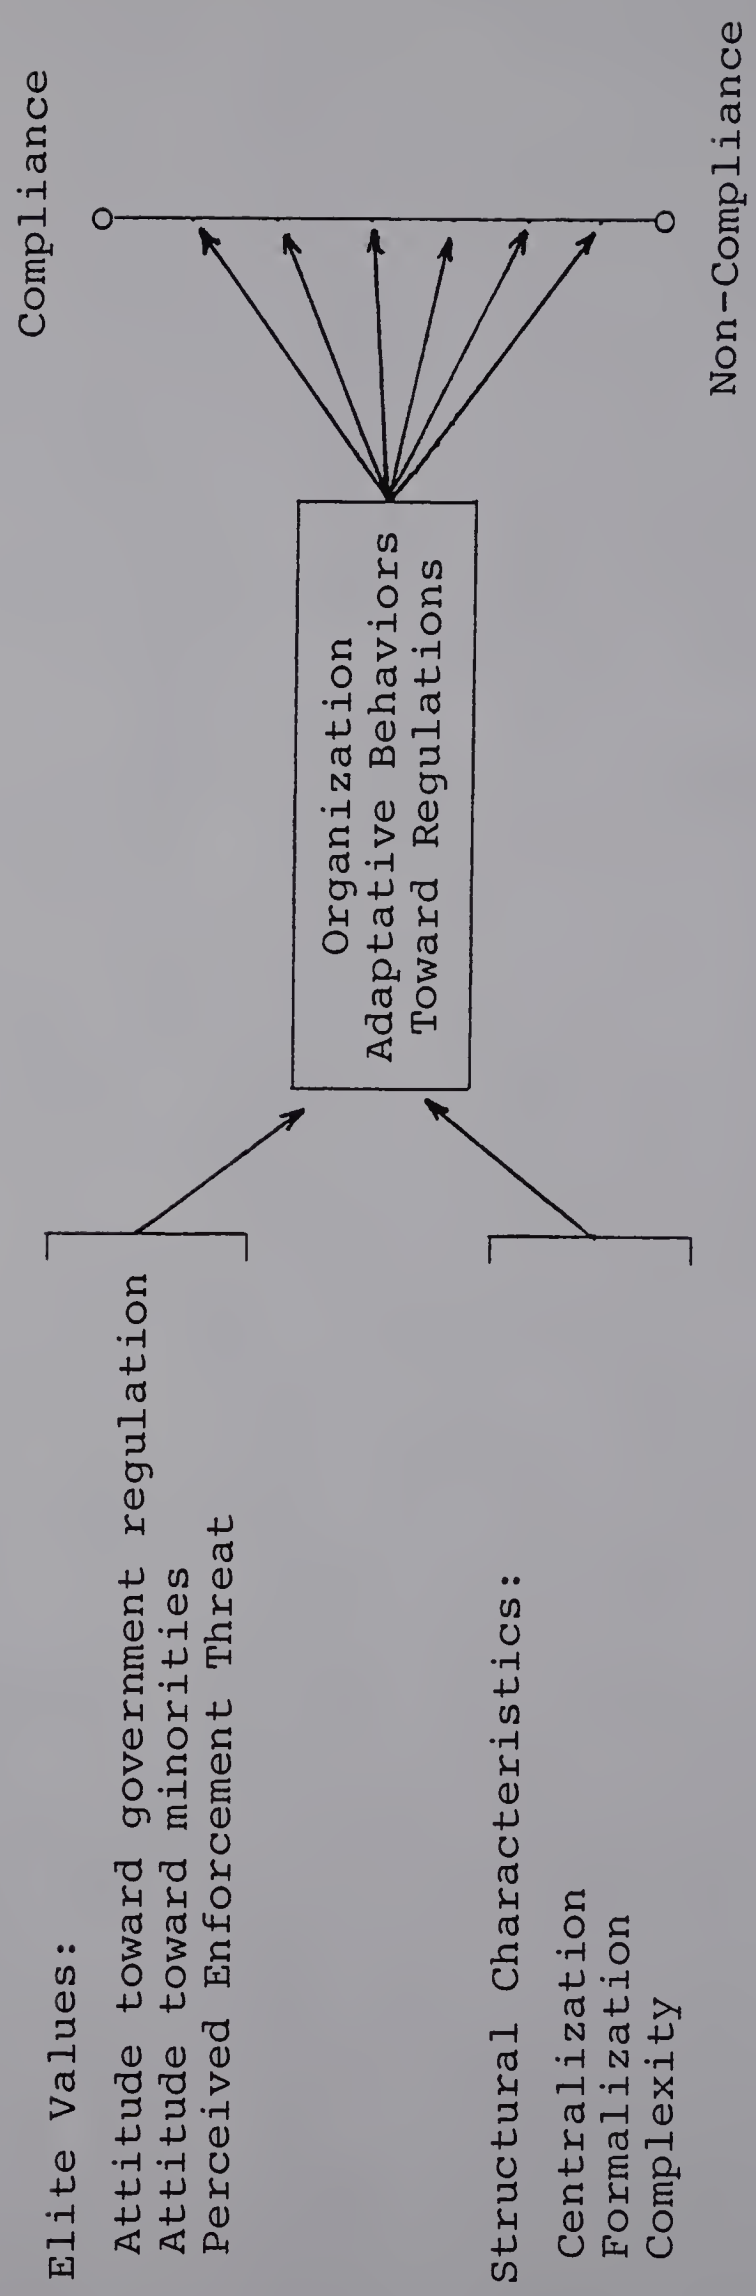 Elite Values:
Attitude toward government regulation
Attitude toward minorities
Perceived Enforcement Threat
Structural Characteristics:
Centralization
Formalization
Complexity
Organization
Adaptative Behaviors
Toward Regulations
Compliance
Non-Compliance